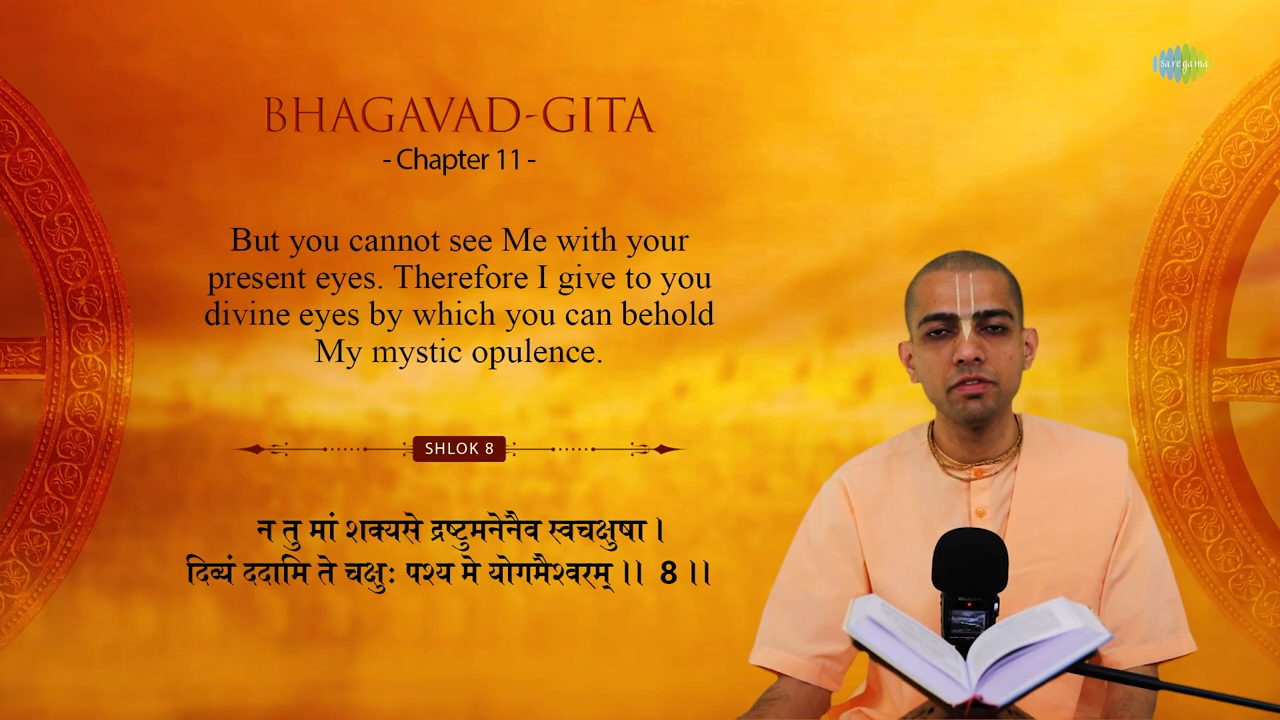 saregama
BHAGAVAD-GITA
- Chapter 11 -
But you cannot see Me with your
present eyes. Therefore I give to you
divine eyes by which you can behold
My mystic opulence.
SHLOK 8
न तु मां शक्यसे द्रष्टुमनेनैव स्वचक्षुषा ।
दिव्यं ददामि ते चक्षुः पश्य मे योगमैश्वरम् ।। 8 ।।